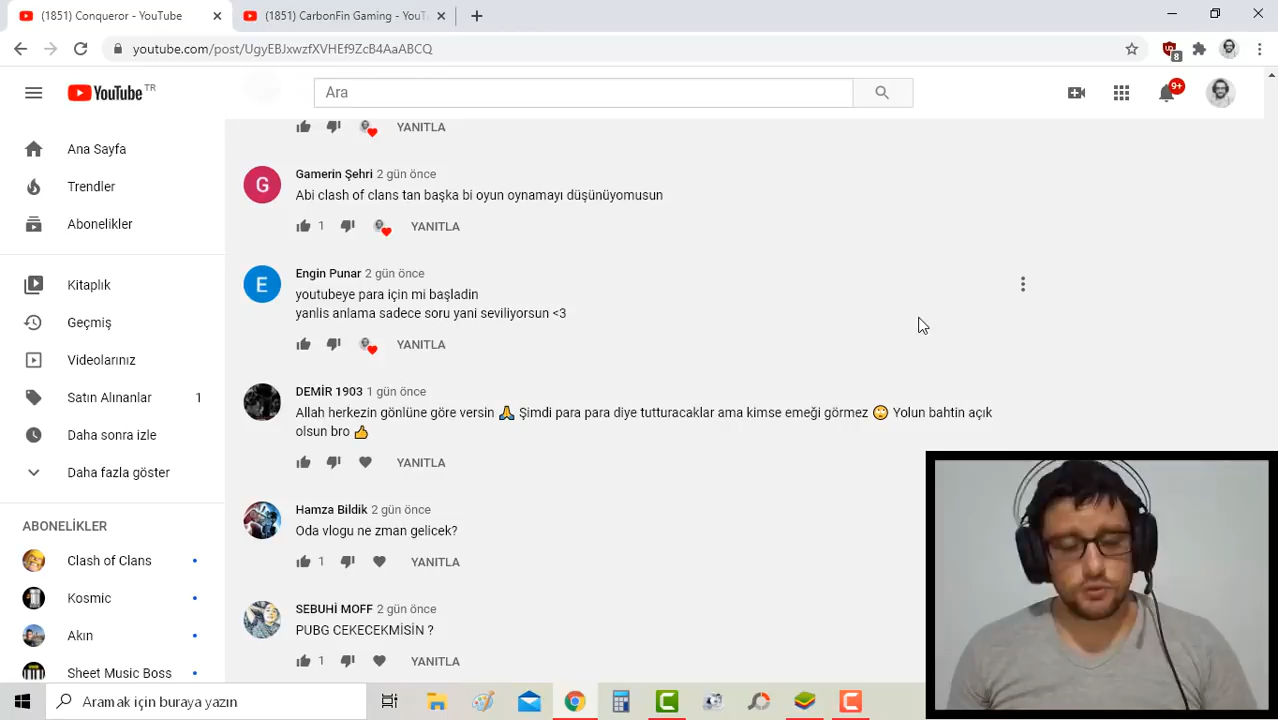 (1851) Conqueror - YouTube
(1851) CarbonFin Gaming - YouT
youtube.com/post/UgyEBJxwzfXVHEf9ZcB4AaABCQ
8
YouTube TR
Ara
9+
Ana Sayfa
Trendler
Abonelikler
Kitaplık
Geçmiş
Videolarınız
Satın Alınanlar 1
Daha sonra izle
Daha fazla göster
ABONELİKLER
Clash of Clans
Kosmic
Akın
Sheet Music Boss
YANITLA
G
Gamerin Şehri 2 gün önce
Abi clash of clans tan başka bi oyun oynamayı düşünüyomusun
1 YANITLA
E
Engin Punar 2 gün önce
youtubeye para için mi başladin
yanlis anlama sadece soru yani seviliyorsun <3
YANITLA
DEMİR 1903 1 gün önce
Allah herkezin gönlüne göre versin 🙏 Şimdi para para diye tutturacaklar ama kimse emeği görmez 🙄 Yolun bahtin açık
olsun bro 👍
YANITLA
Hamza Bildik 2 gün önce
Oda vlogu ne zman gelicek?
1 YANITLA
SEBUHİ MOFF 2 gün önce
PUBG CEKECEKMİSİN ?
1 YANITLA
Aramak için buraya yazın